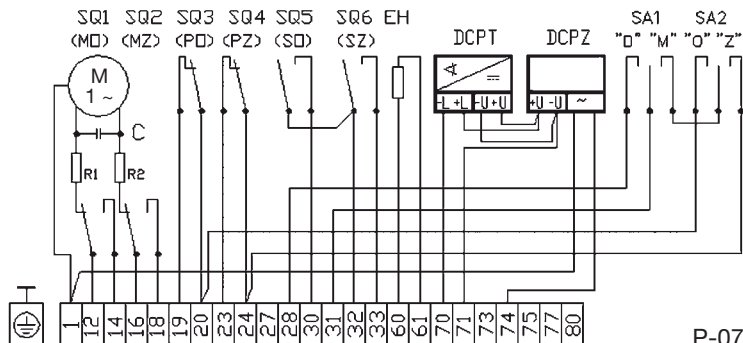 SQ1 SQ2 SQ3 SQ4 SQ5 SQ6 EH DCPT DCPZ SA1 SA2
(MO) (MZ) (PO) (PZ) (SO) (SZ) "O" "M" "O" "Z"
M
1~
-L +L -U +U +U -U ~
C
R1 R2
1 12 14 16 18 19 20 23 24 27 28 30 31 32 33 60 61 70 71 73 74 75 77 80
P-07